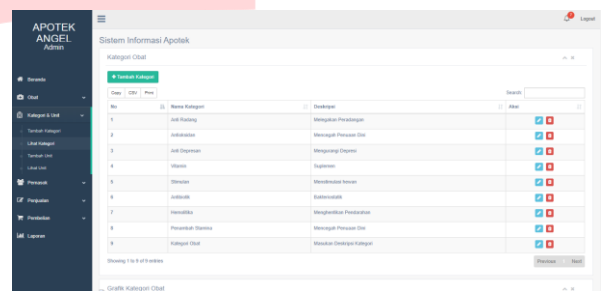 APOTEK
ANGEL
Admin
Logout
Sistem Informasi Apotek
Kategori Obat
+ Tambah Kategori
Copy CSV Print
Search:
No Nama Kategori Deskripsi Aksi
1 Anti Radang Meregakan Peradangan
2 Antioksidan Mencegah Penuaan Dini
3 Anti Depresan Mengurangi Depresi
4 Vitamin Suplemen
5 Stimulan Menstimulasi hewan
6 Antibiotik Bakteriostatik
7 Hemolitika Menghentikan Pendarahan
8 Penambah Stamina Mencegah Penuaan Dini
9 Kategori Obat Masukan Deskripsi Kategori
Showing 1 to 9 of 9 entries
Previous 1 Next
Beranda
Obat
Kategori & Unit
Tambah Kategori
Lihat Kategori
Tambah Unit
Lihat Unit
Pemasok
Penjualan
Pembelian
Laporan
Grafik Kategori Obat